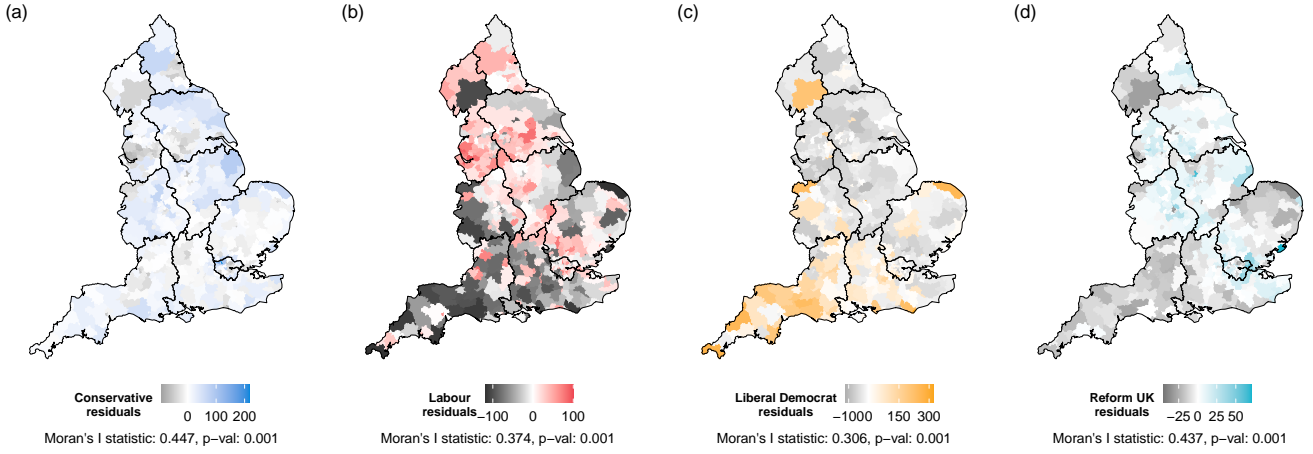 (a)
(b)
(c)
(d)
Conservative
residuals
0 100 200
Moran's I statistic: 0.447, p−val: 0.001
Labour
residuals
−100 0 100
Moran's I statistic: 0.374, p−val: 0.001
Liberal Democrat
residuals
−1000 150 300
Moran's I statistic: 0.306, p−val: 0.001
Reform UK
residuals
−25 0 25 50
Moran's I statistic: 0.437, p−val: 0.001